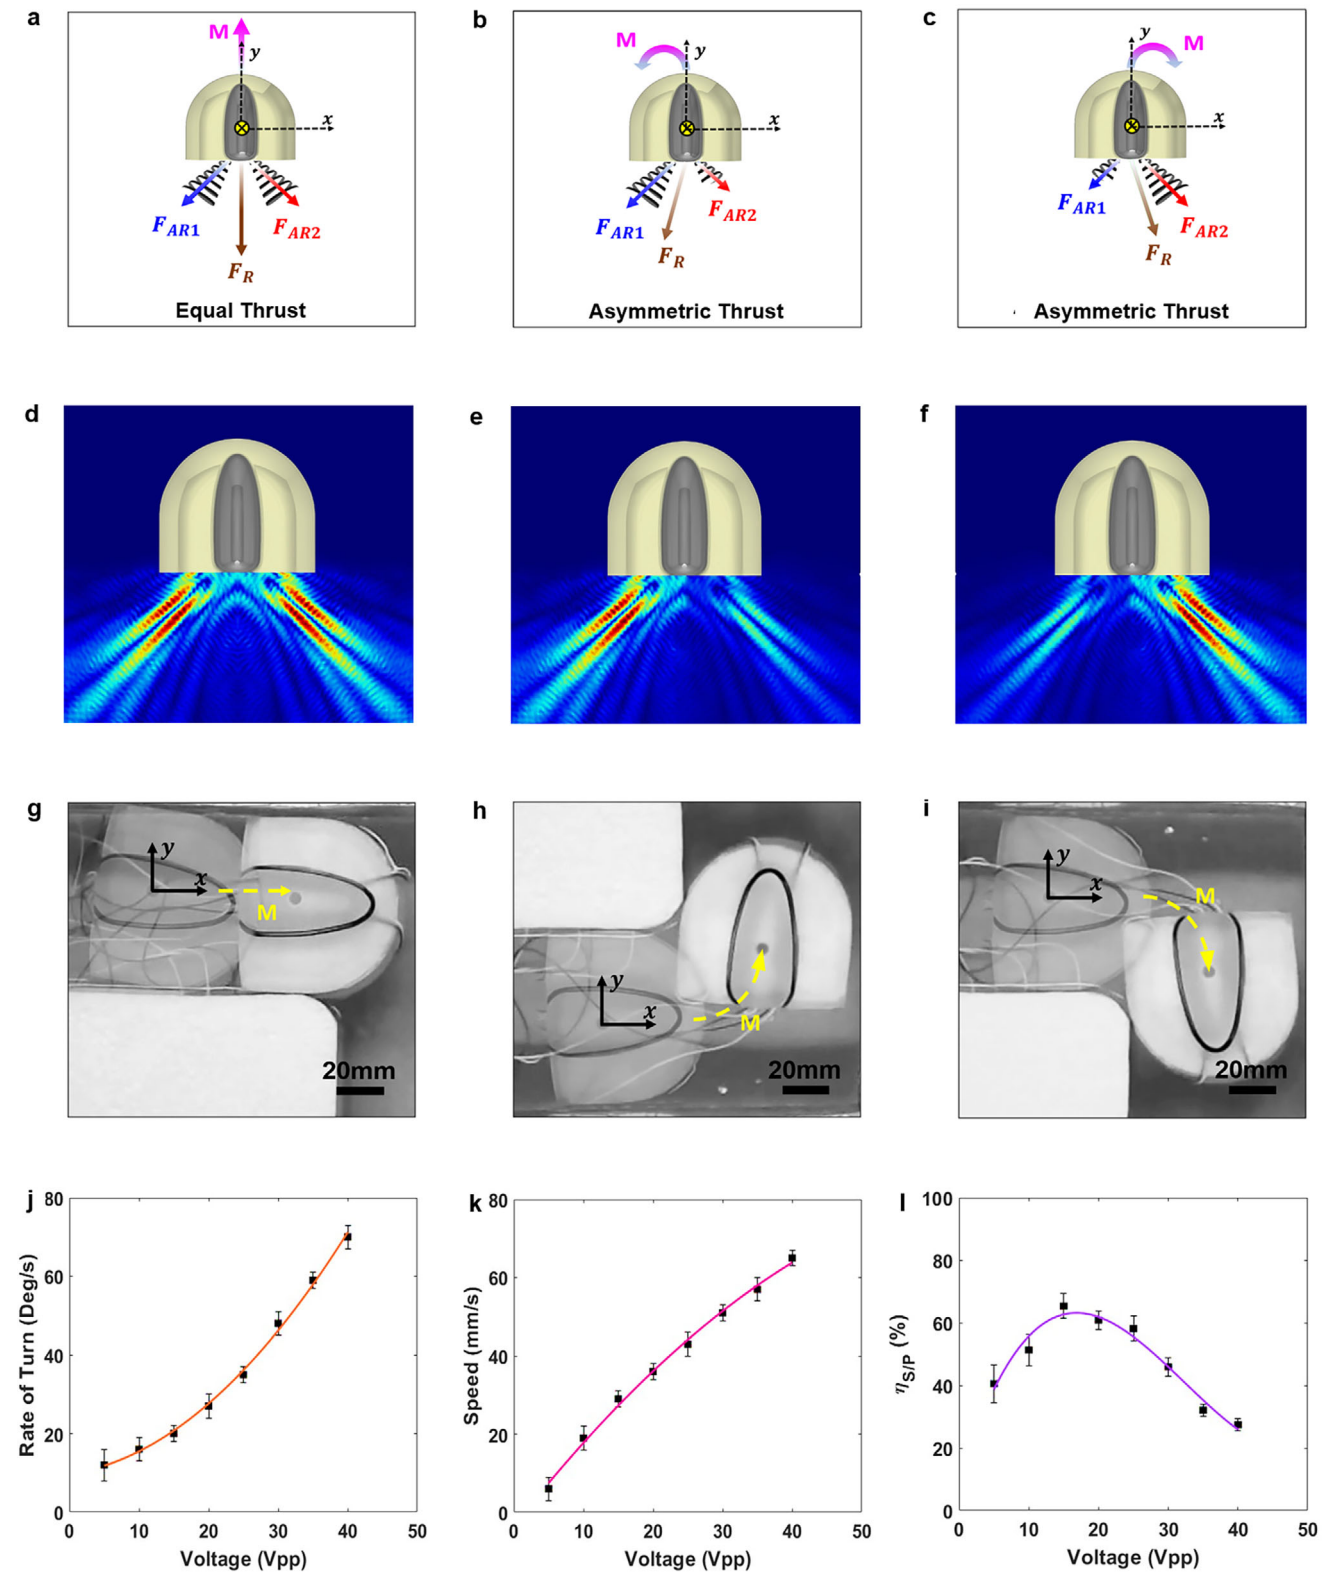 a
M
y
x
F_AR1
F_AR2
F_R
Equal Thrust
b
M
y
x
F_AR1
F_AR2
F_R
Asymmetric Thrust
c
M
y
x
F_AR1
F_AR2
F_R
Asymmetric Thrust
d
e
f
g
y
x
M
20mm
h
y
x
M
20mm
i
y
x
M
20mm
j
80
60
40
20
0
0 10 20 30 40 50
Rate of Turn (Deg/s)
Voltage (Vpp)
k
80
60
40
20
0
0 10 20 30 40 50
Speed (mm/s)
Voltage (Vpp)
l
100
80
60
40
20
0
0 10 20 30 40 50
η_S/P (%)
Voltage (Vpp)